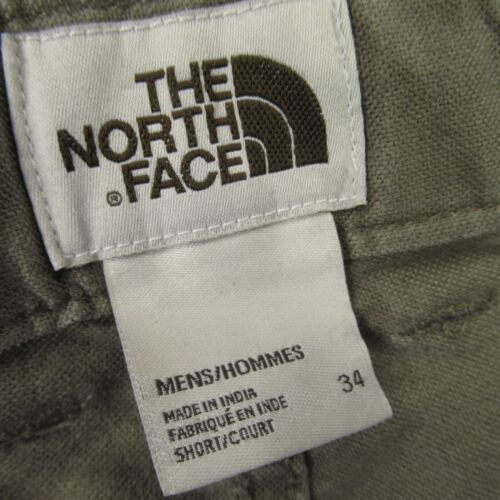 THE
NORTH
® FACE
MENS/HOMMES
MADE IN INDIA 34
FABRIQUÉ EN INDE
SHORT/COURT